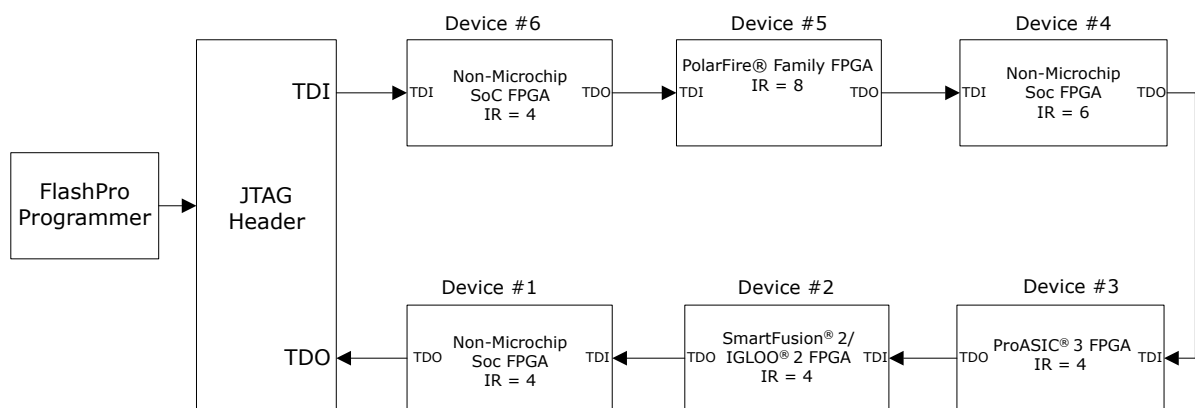 Device #6
Device #5
Device #4
TDI
TDI
Non-Microchip
SoC FPGA
IR = 4
TDO
PolarFire® Family FPGA
IR = 8
TDI
TDO
TDI
Non-Microchip
Soc FPGA
IR = 6
TDO
FlashPro
Programmer
JTAG
Header
Device #1
Device #2
Device #3
TDO
TDO
Non-Microchip
Soc FPGA
IR = 4
TDI
TDO
SmartFusion® 2/
IGLOO® 2 FPGA
IR = 4
TDI
TDO
ProASIC® 3 FPGA
IR = 4
TDI